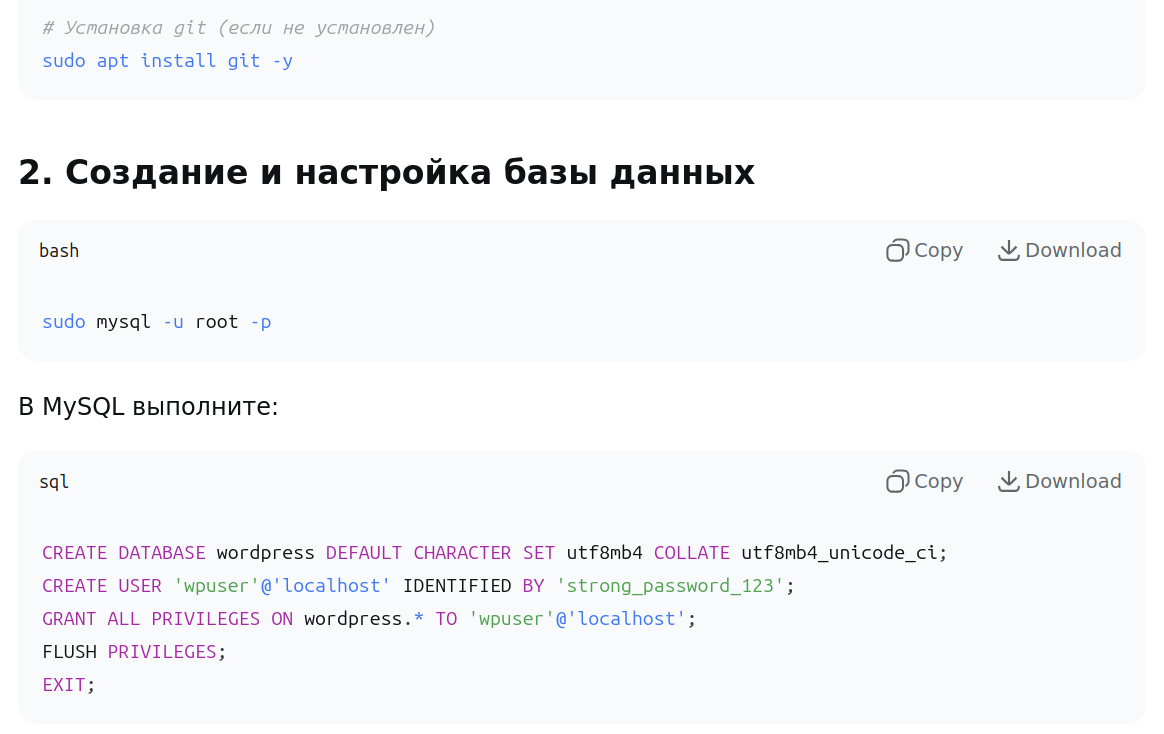 # Установка git (если не установлен)
sudo apt install git -y
2. Создание и настройка базы данных
bash
Copy
Download
sudo mysql -u root -p
В MySQL выполните:
sql
Copy
Download
CREATE DATABASE wordpress DEFAULT CHARACTER SET utf8mb4 COLLATE utf8mb4_unicode_ci;
CREATE USER 'wpuser'@'localhost' IDENTIFIED BY 'strong_password_123';
GRANT ALL PRIVILEGES ON wordpress.* TO 'wpuser'@'localhost';
FLUSH PRIVILEGES;
EXIT;